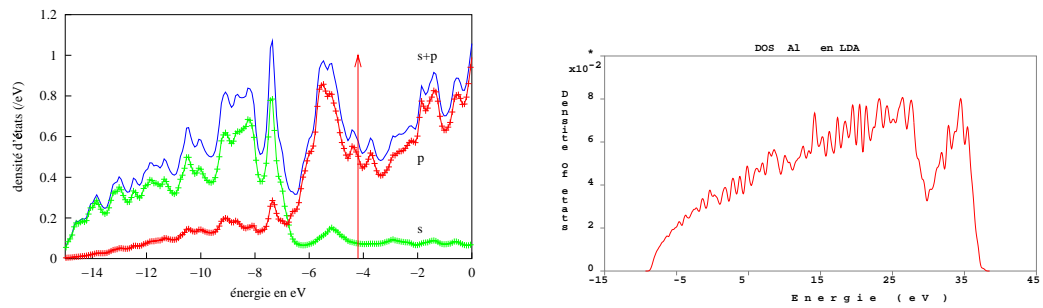 1.2
1
0.8
0.6
0.4
0.2
0
densité d'états (/eV)
s+p
p
s
−14 −12 −10 −8 −6 −4 −2 0
énergie en eV
DOS Al en LDA
*
x10⁻²
8
4
0
Densite of etats
-15 -5 5 15 25 35 45
Energie (eV)